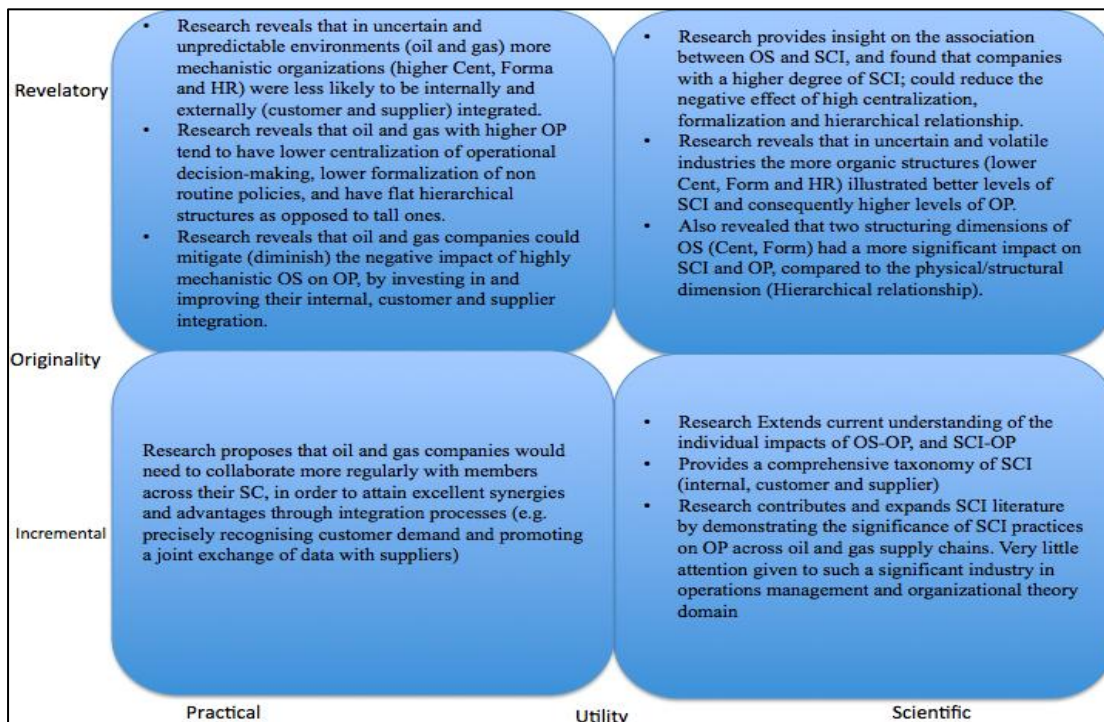 Revelatory
• Research reveals that in uncertain and
unpredictable environments (oil and gas) more
mechanistic organizations (higher Cent, Forma
and HR) were less likely to be internally and
externally (customer and supplier) integrated.
• Research reveals that oil and gas with higher OP
tend to have lower centralization of operational
decision-making, lower formalization of non
routine policies, and have flat hierarchical
structures as opposed to tall ones.
• Research reveals that oil and gas companies could
mitigate (diminish) the negative impact of highly
mechanistic OS on OP, by investing in and
improving their internal, customer and supplier
integration.
• Research provides insight on the association
between OS and SCI, and found that companies
with a higher degree of SCI; could reduce the
negative effect of high centralization,
formalization and hierarchical relationship.
• Research reveals that in uncertain and volatile
industries the more organic structures (lower
Cent, Form and HR) illustrated better levels of
SCI and consequently higher levels of OP.
• Also revealed that two structuring dimensions of
OS (Cent, Form) had a more significant impact on
SCI and OP, compared to the physical/structural
dimension (Hierarchical relationship).
Originality
Incremental
Research proposes that oil and gas companies would
need to collaborate more regularly with members
across their SC, in order to attain excellent synergies
and advantages through integration processes (e.g.
precisely recognising customer demand and promoting
a joint exchange of data with suppliers)
• Research Extends current understanding of the
individual impacts of OS-OP, and SCI-OP
• Provides a comprehensive taxonomy of SCI
(internal, customer and supplier)
• Research contributes and expands SCI literature
by demonstrating the significance of SCI practices
on OP across oil and gas supply chains. Very little
attention given to such a significant industry in
operations management and organizational theory
domain
Practical
Utility
Scientific